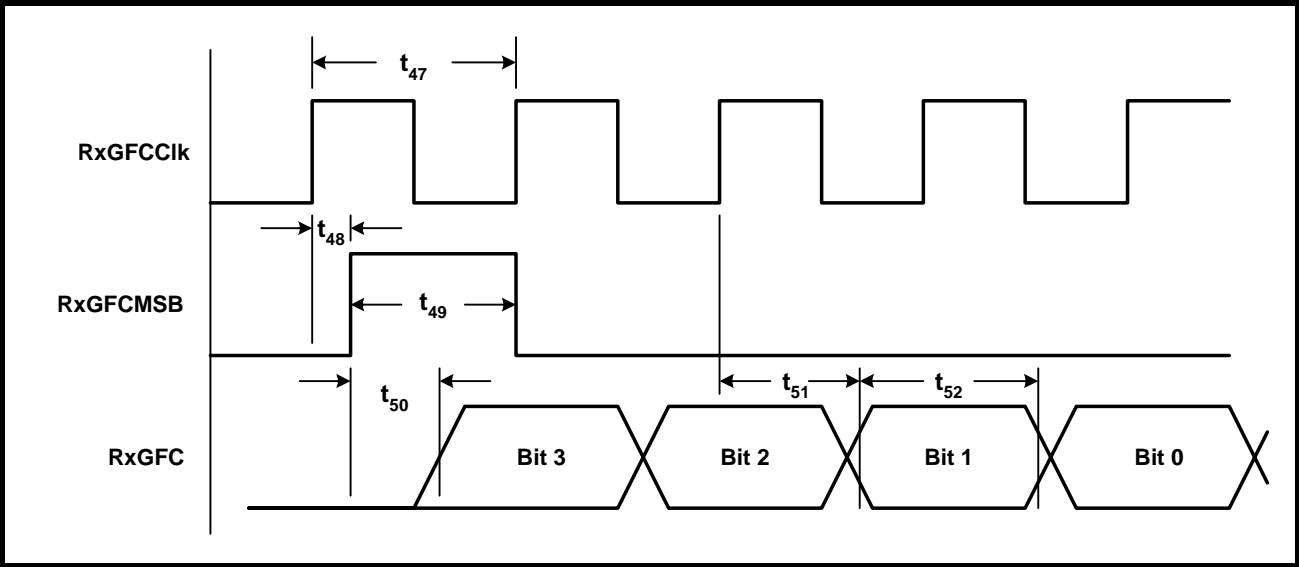 t47
RxGFCClk
t48
RxGFCMSB
t49
t50
t51
t52
RxGFC
Bit 3
Bit 2
Bit 1
Bit 0